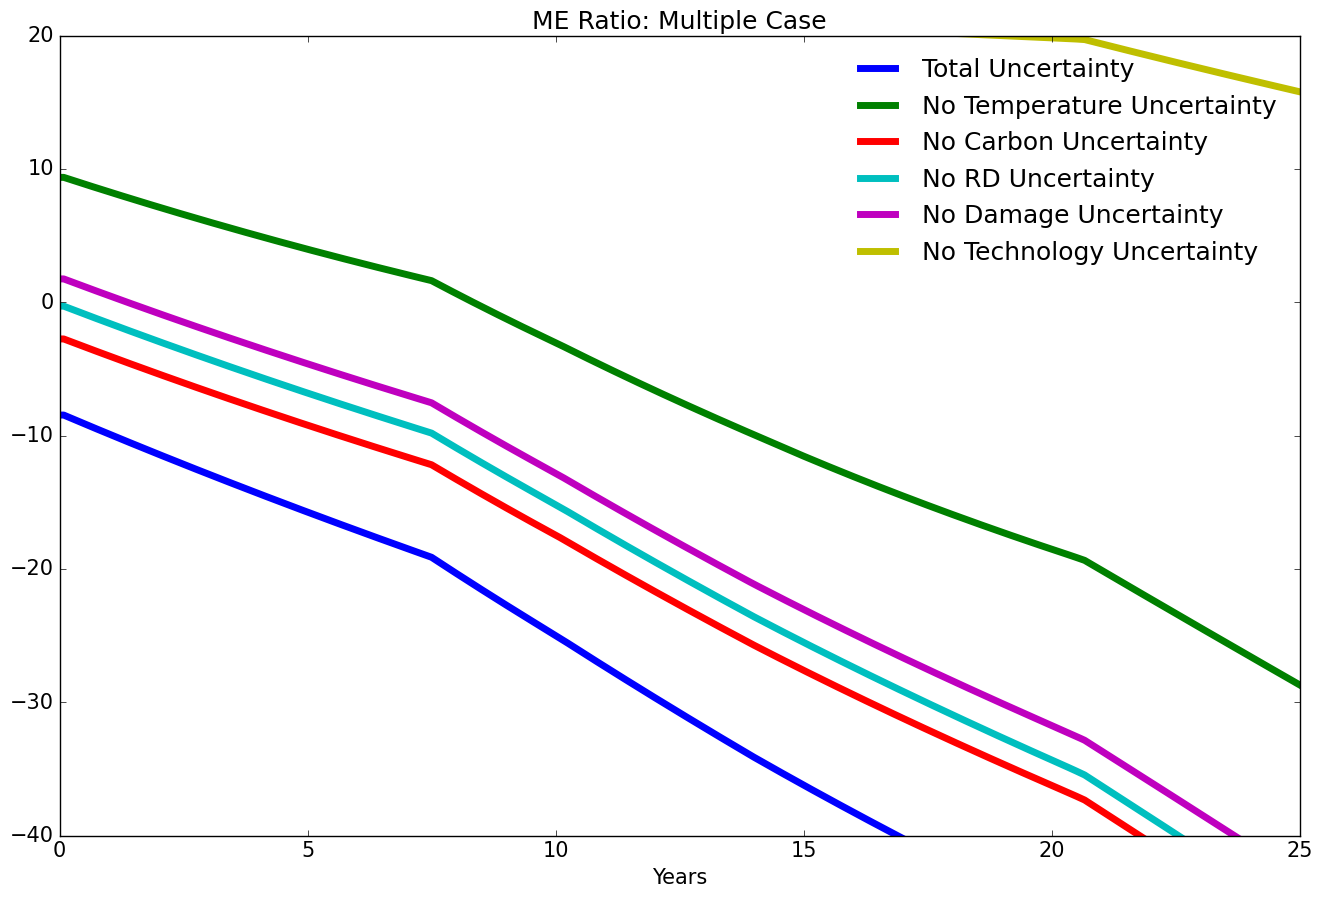 ME Ratio: Multiple Case
20
10
0
−10
−20
−30
−40
Total Uncertainty
No Temperature Uncertainty
No Carbon Uncertainty
No RD Uncertainty
No Damage Uncertainty
No Technology Uncertainty
0 5 10 15 20 25
Years